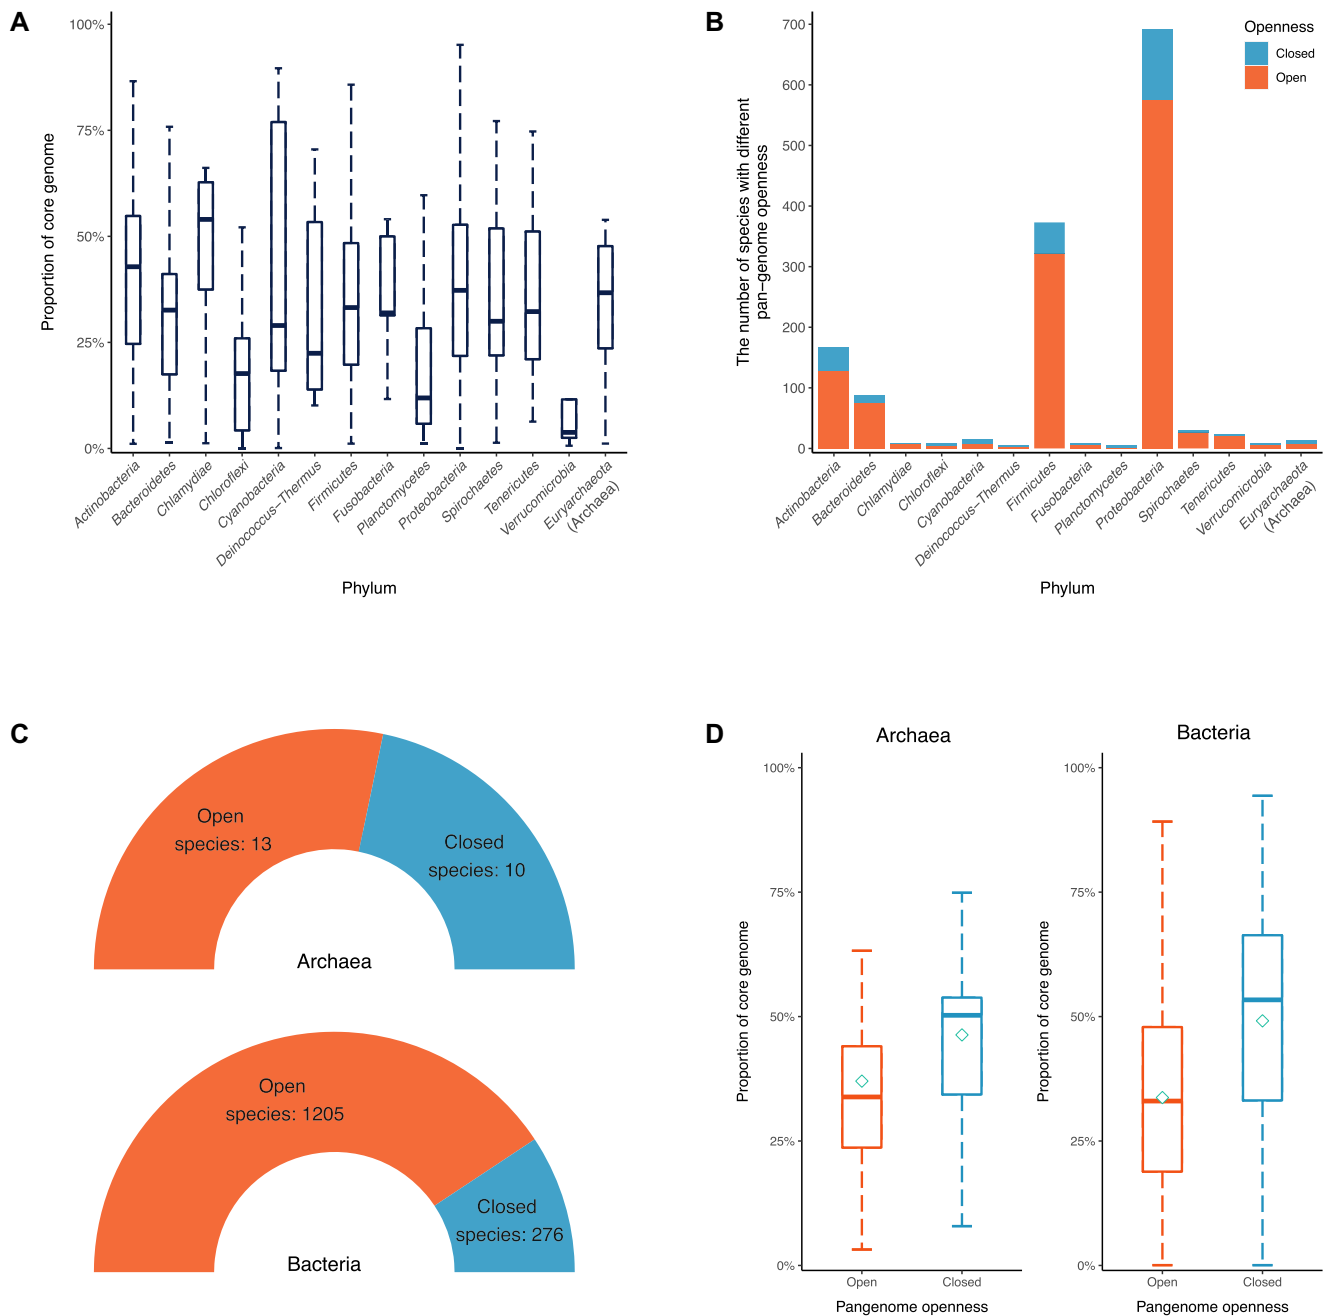 A
100%
75%
50%
25%
0%
Proportion of core genome
Actinobacteria
Bacteroidetes
Chlamydiae
Chloroflexi
Cyanobacteria
Deinococcus−Thermus
Firmicutes
Fusobacteria
Planctomycetes
Proteobacteria
Spirochaetes
Tenericutes
Verrucomicrobia
Euryarchaeota
(Archaea)
Phylum
B
700
600
500
400
300
200
100
0
The number of species with different
pan−genome openness
Openness
Closed
Open
Actinobacteria
Bacteroidetes
Chlamydiae
Chloroflexi
Cyanobacteria
Deinococcus−Thermus
Firmicutes
Fusobacteria
Planctomycetes
Proteobacteria
Spirochaetes
Tenericutes
Verrucomicrobia
Euryarchaeota
(Archaea)
Phylum
C
Open
species: 13
Closed
species: 10
Archaea
Open
species: 1205
Closed
species: 276
Bacteria
D
Archaea
100%
75%
50%
25%
0%
Proportion of core genome
Open
Closed
Pangenome openness
Bacteria
100%
75%
50%
25%
0%
Proportion of core genome
Open
Closed
Pangenome openness